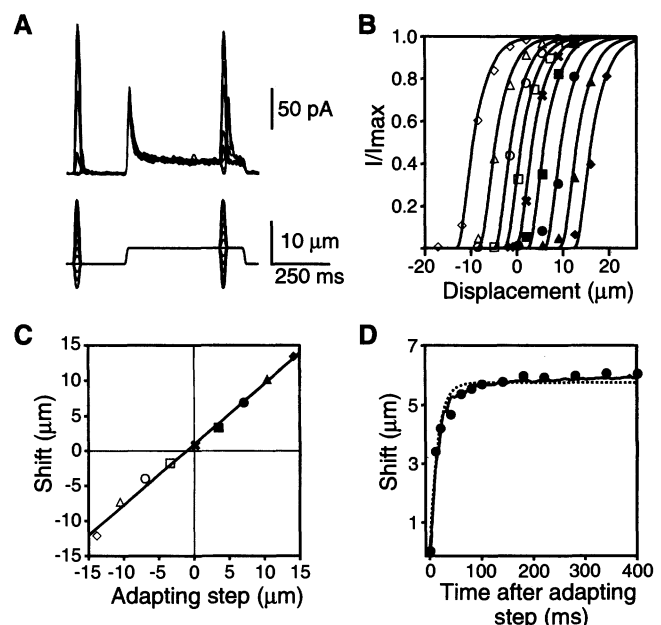 A
50 pA
10 μm
250 ms
B
I/Imax
1.0
0.8
0.6
0.4
0.2
-20 -10 0 10 20
Displacement (μm)
C
Shift (μm)
15
10
5
0
-5
-10
-15
-15 -10 -5 0 5 10 15
Adapting step (μm)
D
Shift (μm)
7
5
3
1
0 100 200 300 400
Time after adapting
step (ms)